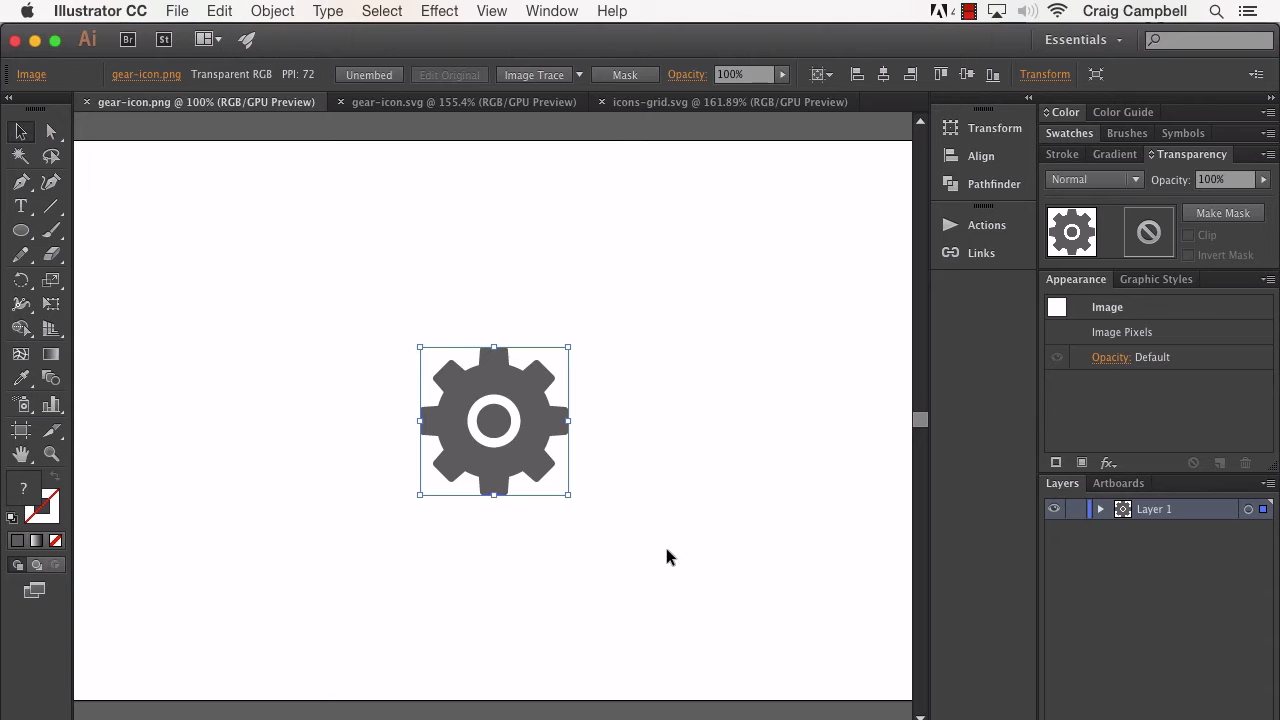 Illustrator CC File Edit Object Type Select Effect View Window Help 4 Craig Campbell
Ai Br St Essentials
Image gear-icon.png Transparent RGB PPI: 72 Unembed Edit Original Image Trace Mask Opacity: 100% Transform
× gear-icon.png @ 100% (RGB/GPU Preview) × gear-icon.svg @ 155.4% (RGB/GPU Preview) × icons-grid.svg @ 161.89% (RGB/GPU Preview)
Transform
Align
Pathfinder
Actions
Links
Color Color Guide
Swatches Brushes Symbols
Stroke Gradient Transparency
Normal Opacity: 100%
Make Mask
Clip
Invert Mask
Appearance Graphic Styles
Image
Image Pixels
Opacity: Default
fx
Layers Artboards
Layer 1
T
?